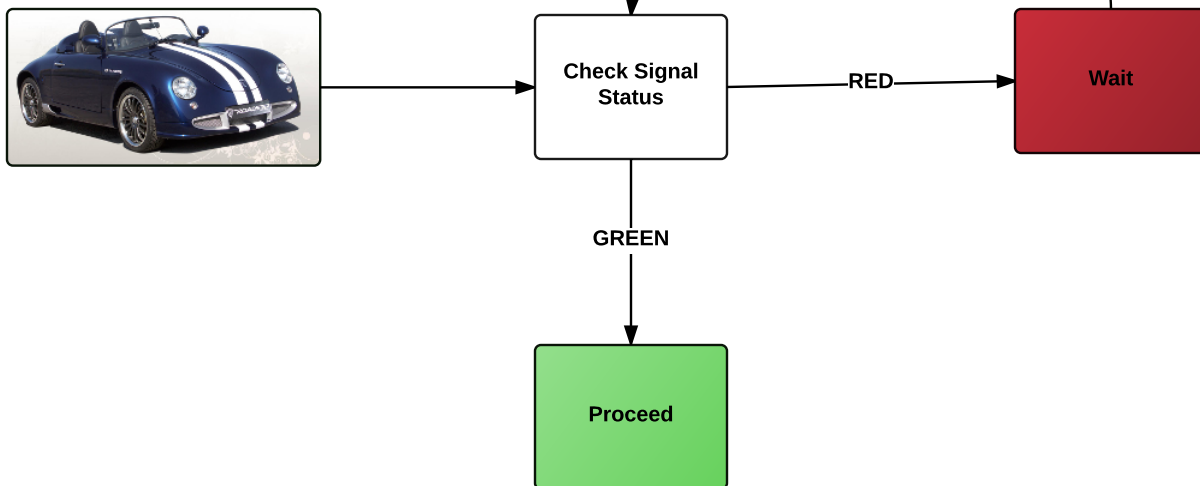 Check Signal
Status
RED
Wait
GREEN
Proceed